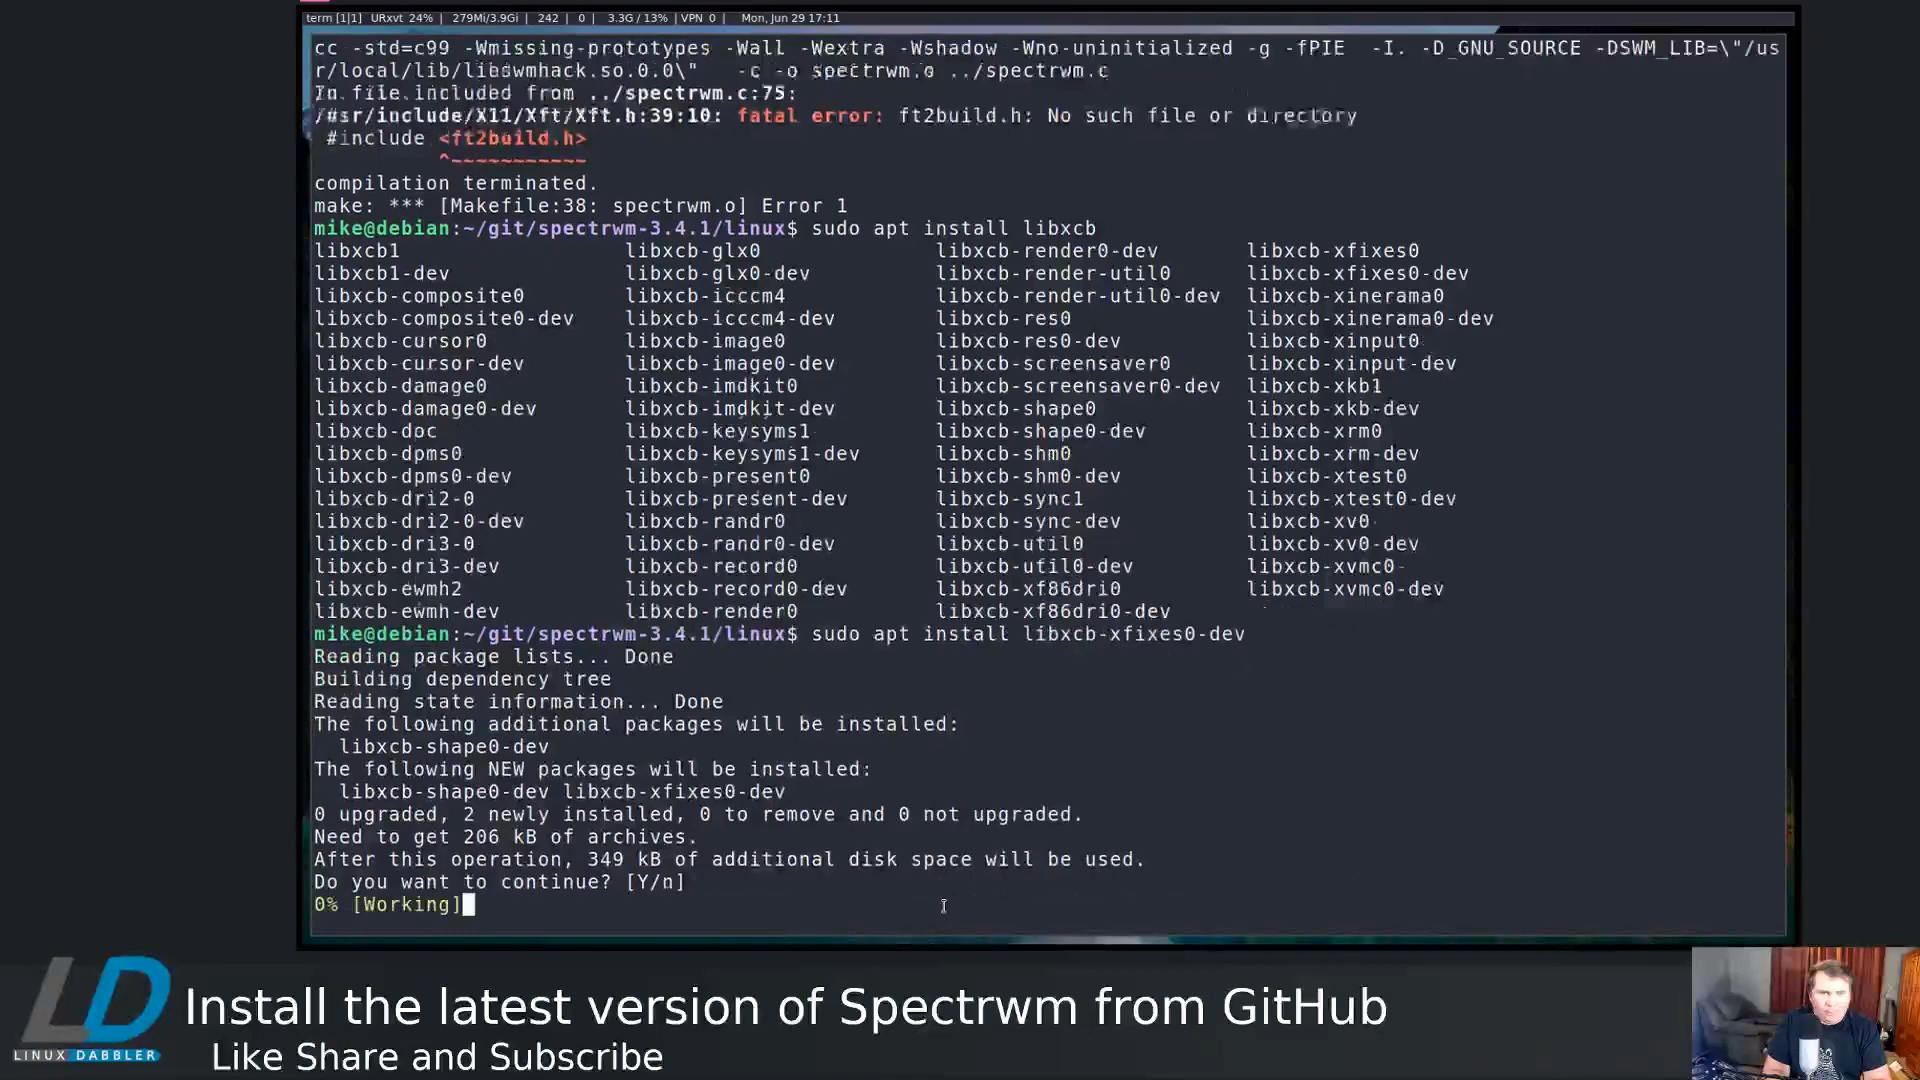 term [1|1]  URxvt 24%  |  279Mi/3.9Gi |  242  |  0  |  3.3G / 13%  | VPN 0  |  Mon, Jun 29 17:11
cc -std=c99 -Wmissing-prototypes -Wall -Wextra -Wshadow -Wno-uninitialized -g -fPIE  -I. -D_GNU_SOURCE -DSWM_LIB=\"/us
r/local/lib/libswmhack.so.0.0\"   -c -o spectrwm.o ../spectrwm.c
In file included from ../spectrwm.c:75:
/usr/include/X11/Xft/Xft.h:39:10: fatal error: ft2build.h: No such file or directory
#include <ft2build.h>
^~~~~~~~~~~~
compilation terminated.
make: *** [Makefile:38: spectrwm.o] Error 1
mike@debian:~/git/spectrwm-3.4.1/linux$ sudo apt install libxcb
libxcb1 libxcb-glx0 libxcb-render0-dev libxcb-xfixes0
libxcb1-dev libxcb-glx0-dev libxcb-render-util0 libxcb-xfixes0-dev
libxcb-composite0 libxcb-icccm4 libxcb-render-util0-dev libxcb-xinerama0
libxcb-composite0-dev libxcb-icccm4-dev libxcb-res0 libxcb-xinerama0-dev
libxcb-cursor0 libxcb-image0 libxcb-res0-dev libxcb-xinput0
libxcb-cursor-dev libxcb-image0-dev libxcb-screensaver0 libxcb-xinput-dev
libxcb-damage0 libxcb-imdkit0 libxcb-screensaver0-dev libxcb-xkb1
libxcb-damage0-dev libxcb-imdkit-dev libxcb-shape0 libxcb-xkb-dev
libxcb-doc libxcb-keysyms1 libxcb-shape0-dev libxcb-xrm0
libxcb-dpms0 libxcb-keysyms1-dev libxcb-shm0 libxcb-xrm-dev
libxcb-dpms0-dev libxcb-present0 libxcb-shm0-dev libxcb-xtest0
libxcb-dri2-0 libxcb-present-dev libxcb-sync1 libxcb-xtest0-dev
libxcb-dri2-0-dev libxcb-randr0 libxcb-sync-dev libxcb-xv0
libxcb-dri3-0 libxcb-randr0-dev libxcb-util0 libxcb-xv0-dev
libxcb-dri3-dev libxcb-record0 libxcb-util0-dev libxcb-xvmc0
libxcb-ewmh2 libxcb-record0-dev libxcb-xf86dri0 libxcb-xvmc0-dev
libxcb-ewmh-dev libxcb-render0 libxcb-xf86dri0-dev
mike@debian:~/git/spectrwm-3.4.1/linux$ sudo apt install libxcb-xfixes0-dev
Reading package lists... Done
Building dependency tree
Reading state information... Done
The following additional packages will be installed:
libxcb-shape0-dev
The following NEW packages will be installed:
libxcb-shape0-dev libxcb-xfixes0-dev
0 upgraded, 2 newly installed, 0 to remove and 0 not upgraded.
Need to get 206 kB of archives.
After this operation, 349 kB of additional disk space will be used.
Do you want to continue? [Y/n]
0% [Working]
LD
LINUX DABBLER
Install the latest version of Spectrwm from GitHub
Like Share and Subscribe